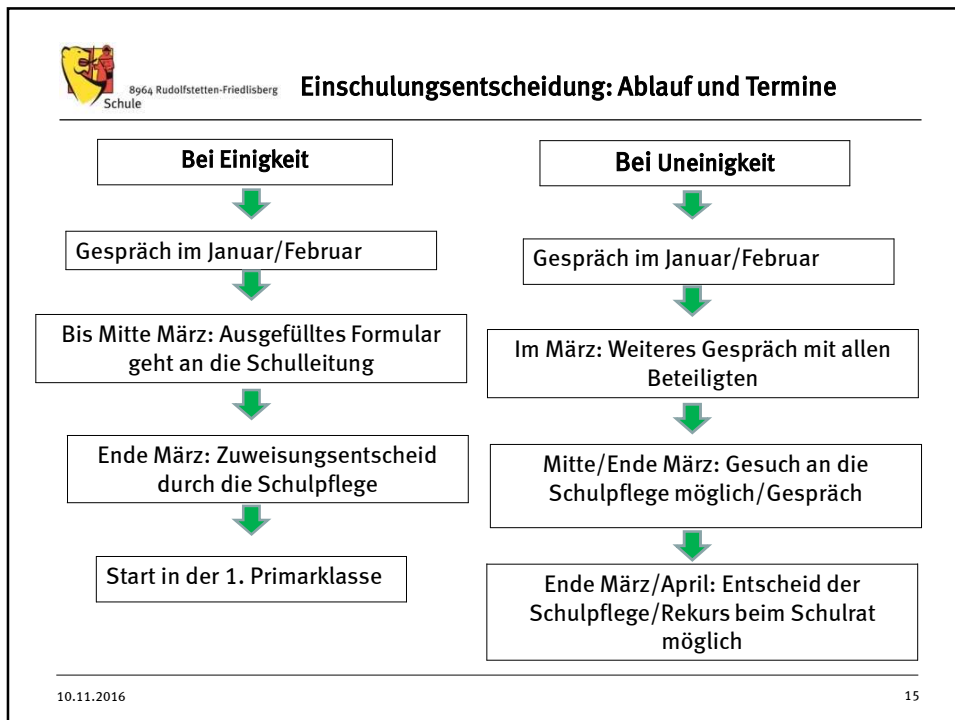 8964 Rudolfstetten-Friedlisberg
Schule
Einschulungsentscheidung: Ablauf und Termine
Bei Einigkeit
Gespräch im Januar/Februar
Bis Mitte März: Ausgefülltes Formular
geht an die Schulleitung
Ende März: Zuweisungsentscheid
durch die Schulpflege
Start in der 1. Primarklasse
Bei Uneinigkeit
Gespräch im Januar/Februar
Im März: Weiteres Gespräch mit allen
Beteiligten
Mitte/Ende März: Gesuch an die
Schulpflege möglich/Gespräch
Ende März/April: Entscheid der
Schulpflege/Rekurs beim Schulrat
möglich
10.11.2016
15